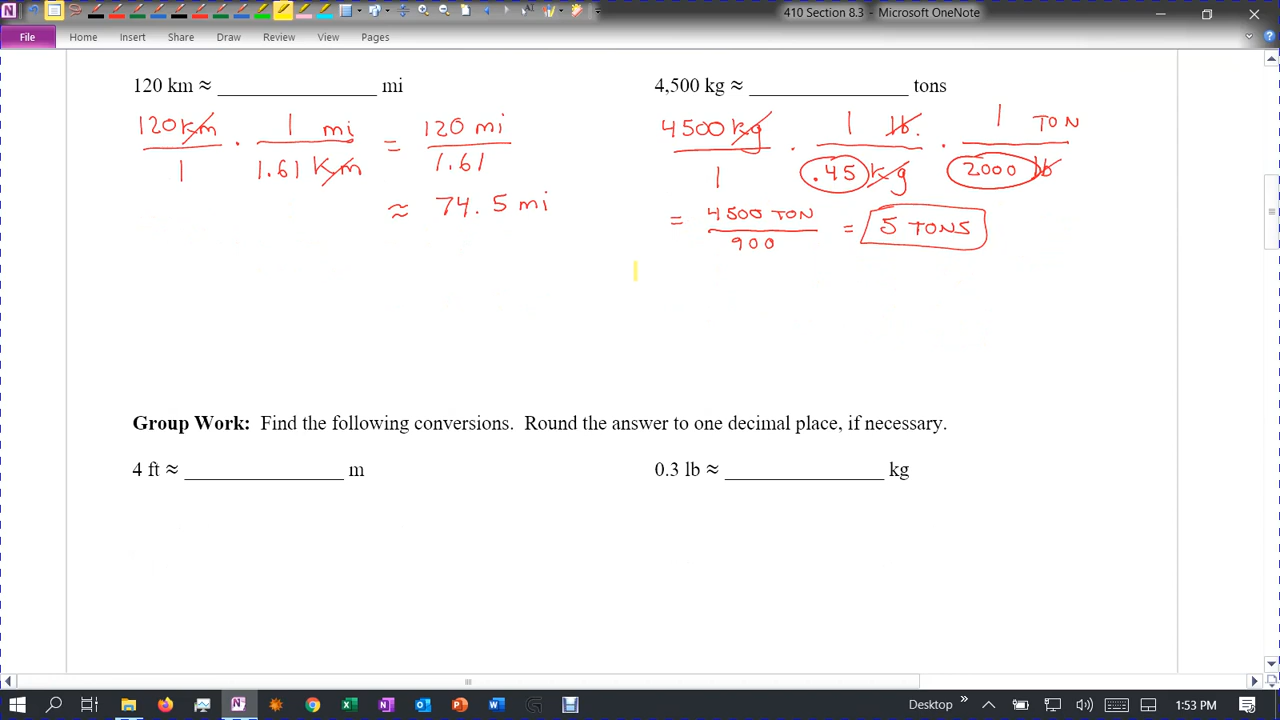 410 Section 8.3 - Microsoft OneNote
File Home Insert Share Draw Review View Pages
120 km ≈ ________________ mi
120 km / 1 · 1 mi / 1.61 km = 120 mi / 1.61
≈ 74.5 mi
4,500 kg ≈ ________________ tons
4500 kg / 1 · 1 lb. / .45 kg · 1 TON / 2000 lb
= 4500 TON / 900 = 5 TONS
Group Work: Find the following conversions. Round the answer to one decimal place, if necessary.
4 ft ≈ ________________ m
0.3 lb ≈ ________________ kg
Desktop » 1:53 PM